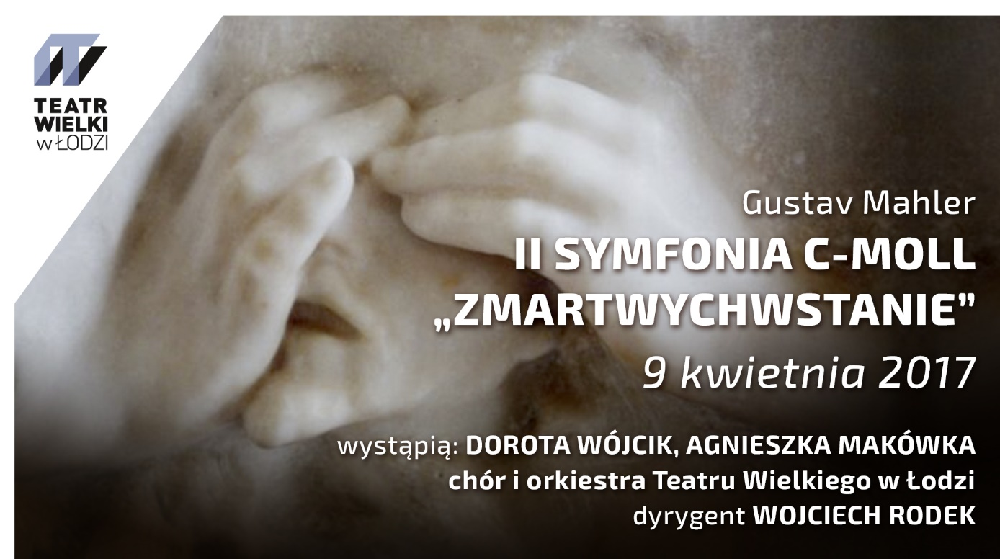 TEATR
WIELKI
w ŁODZI
Gustav Mahler
II SYMFONIA C-MOLL
„ZMARTWYCHWSTANIE”
9 kwietnia 2017
wystąpią: DOROTA WÓJCIK, AGNIESZKA MAKÓWKA
chór i orkiestra Teatru Wielkiego w Łodzi
dyrygent WOJCIECH RODEK